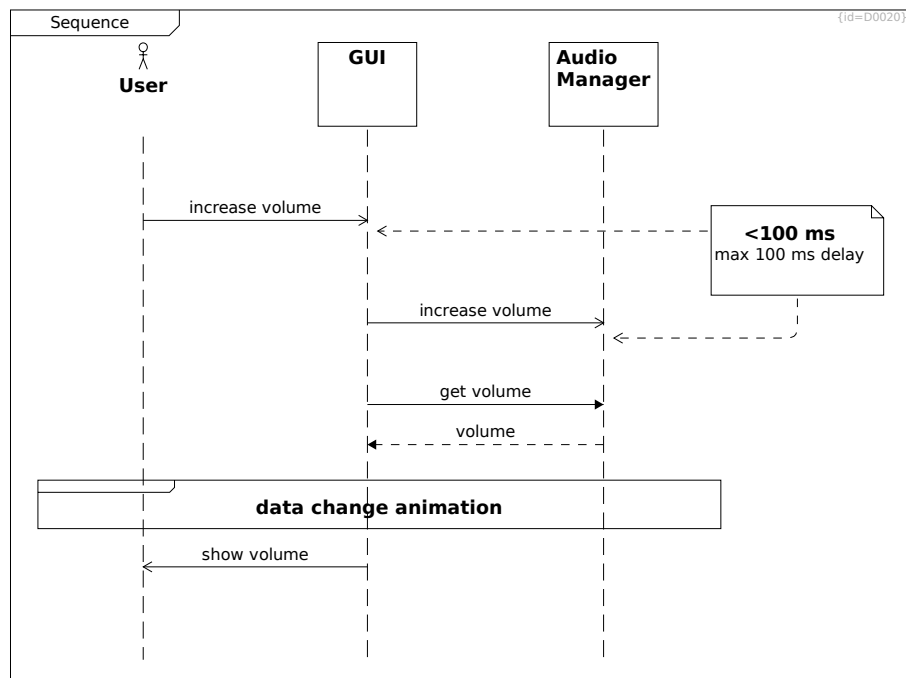 Sequence
{id=D0020}
User
GUI
Audio
Manager
increase volume
<100 ms
max 100 ms delay
increase volume
get volume
volume
data change animation
show volume